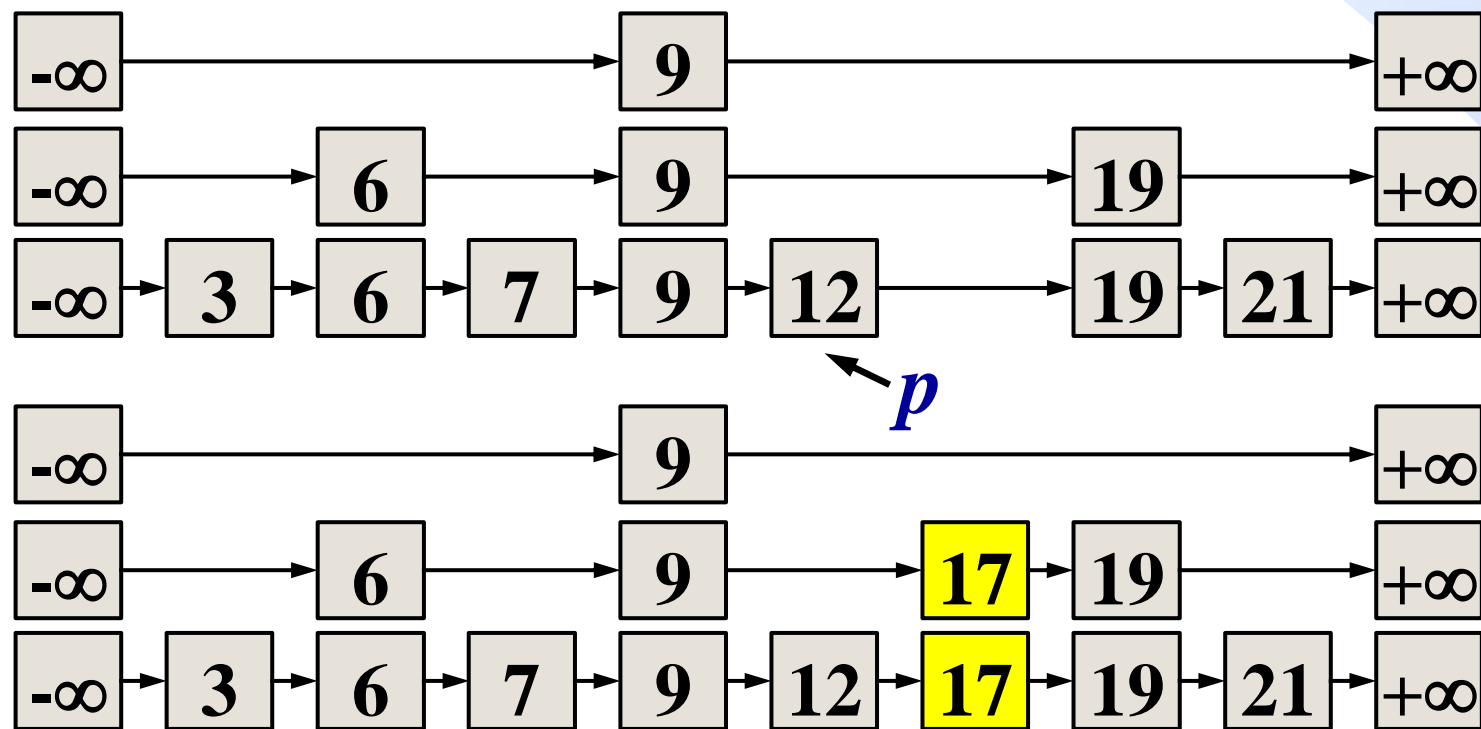 -∞ 9 +∞
-∞ 6 9 19 +∞
-∞ 3 6 7 9 12 19 21 +∞
p
-∞ 9 +∞
-∞ 6 9 17 19 +∞
-∞ 3 6 7 9 12 17 19 21 +∞